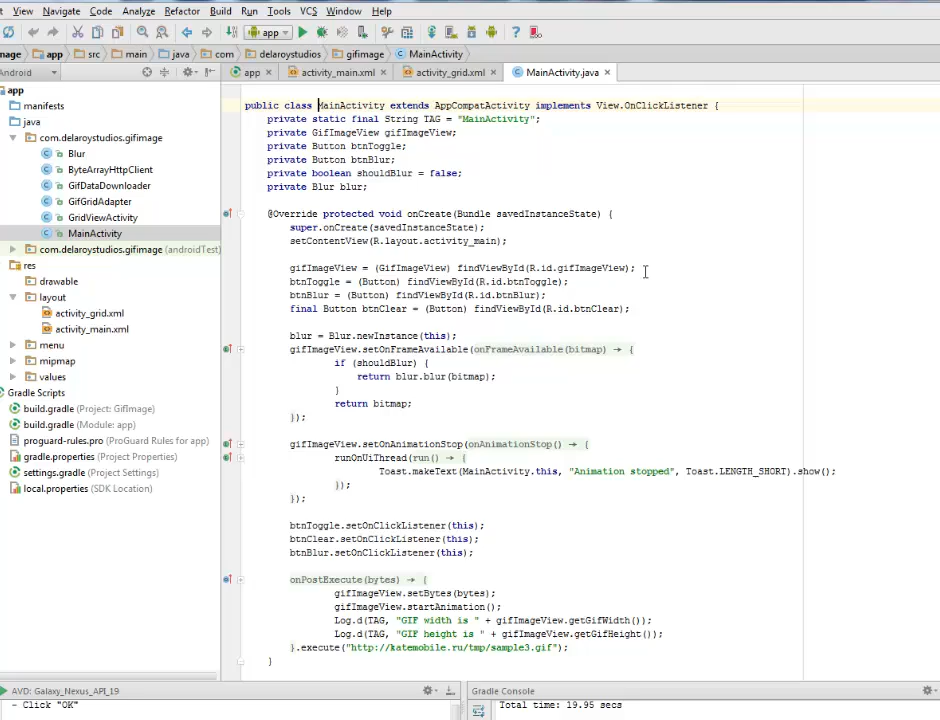 View Navigate Code Analyze Refactor Build Run Tools VCS Window Help
app
app src main java com delaroystudios gifimage MainActivity
Android app activity_main.xml activity_grid.xml MainActivity.java
app
manifests
java
com.delaroystudios.gifimage
Blur
ByteArrayHttpClient
GifDataDownloader
GifGridAdapter
GridViewActivity
MainActivity
com.delaroystudios.gifimage (androidTest)
res
drawable
layout
activity_grid.xml
activity_main.xml
menu
mipmap
values
Gradle Scripts
build.gradle (Project: GifImage)
build.gradle (Module: app)
proguard-rules.pro (ProGuard Rules for app)
gradle.properties (Project Properties)
settings.gradle (Project Settings)
local.properties (SDK Location)
public class MainActivity extends AppCompatActivity implements View.OnClickListener {
private static final String TAG = "MainActivity";
private GifImageView gifImageView;
private Button btnToggle;
private Button btnBlur;
private boolean shouldBlur = false;
private Blur blur;
@Override protected void onCreate(Bundle savedInstanceState) {
super.onCreate(savedInstanceState);
setContentView(R.layout.activity_main);
gifImageView = (GifImageView) findViewById(R.id.gifImageView);
btnToggle = (Button) findViewById(R.id.btnToggle);
btnBlur = (Button) findViewById(R.id.btnBlur);
final Button btnClear = (Button) findViewById(R.id.btnClear);
blur = Blur.newInstance(this);
gifImageView.setOnFrameAvailable(onFrameAvailable(bitmap) → {
if (shouldBlur) {
return blur.blur(bitmap);
}
return bitmap;
});
gifImageView.setOnAnimationStop(onAnimationStop() → {
runOnUiThread(run() → {
Toast.makeText(MainActivity.this, "Animation stopped", Toast.LENGTH_SHORT).show();
});
});
btnToggle.setOnClickListener(this);
btnClear.setOnClickListener(this);
btnBlur.setOnClickListener(this);
onPostExecute(bytes) → {
gifImageView.setBytes(bytes);
gifImageView.startAnimation();
Log.d(TAG, "GIF width is " + gifImageView.getGifWidth());
Log.d(TAG, "GIF height is " + gifImageView.getGifHeight());
}.execute("http://katemobile.ru/tmp/sample3.gif");
}
AVD: Galaxy_Nexus_API_19
- Click "OK"
Gradle Console
Total time: 19.95 secs